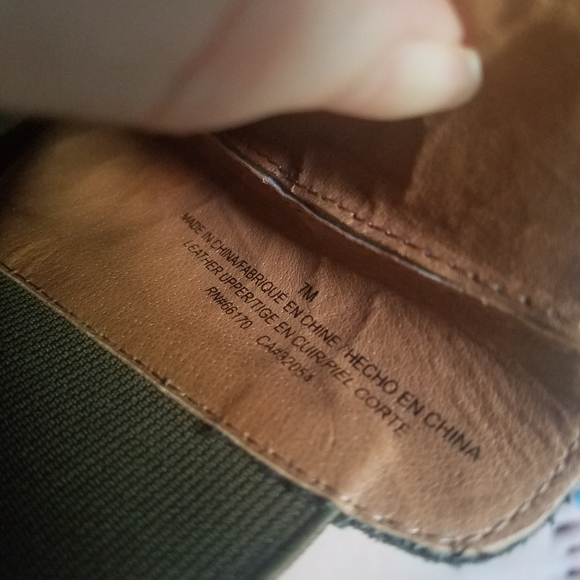 7M
MADE IN CHINA/FABRIQUE EN CHINE/HECHO EN CHINA
LEATHER UPPER/TIGE EN CUIR/PIEL CORTE
RN#66170 CA#32054